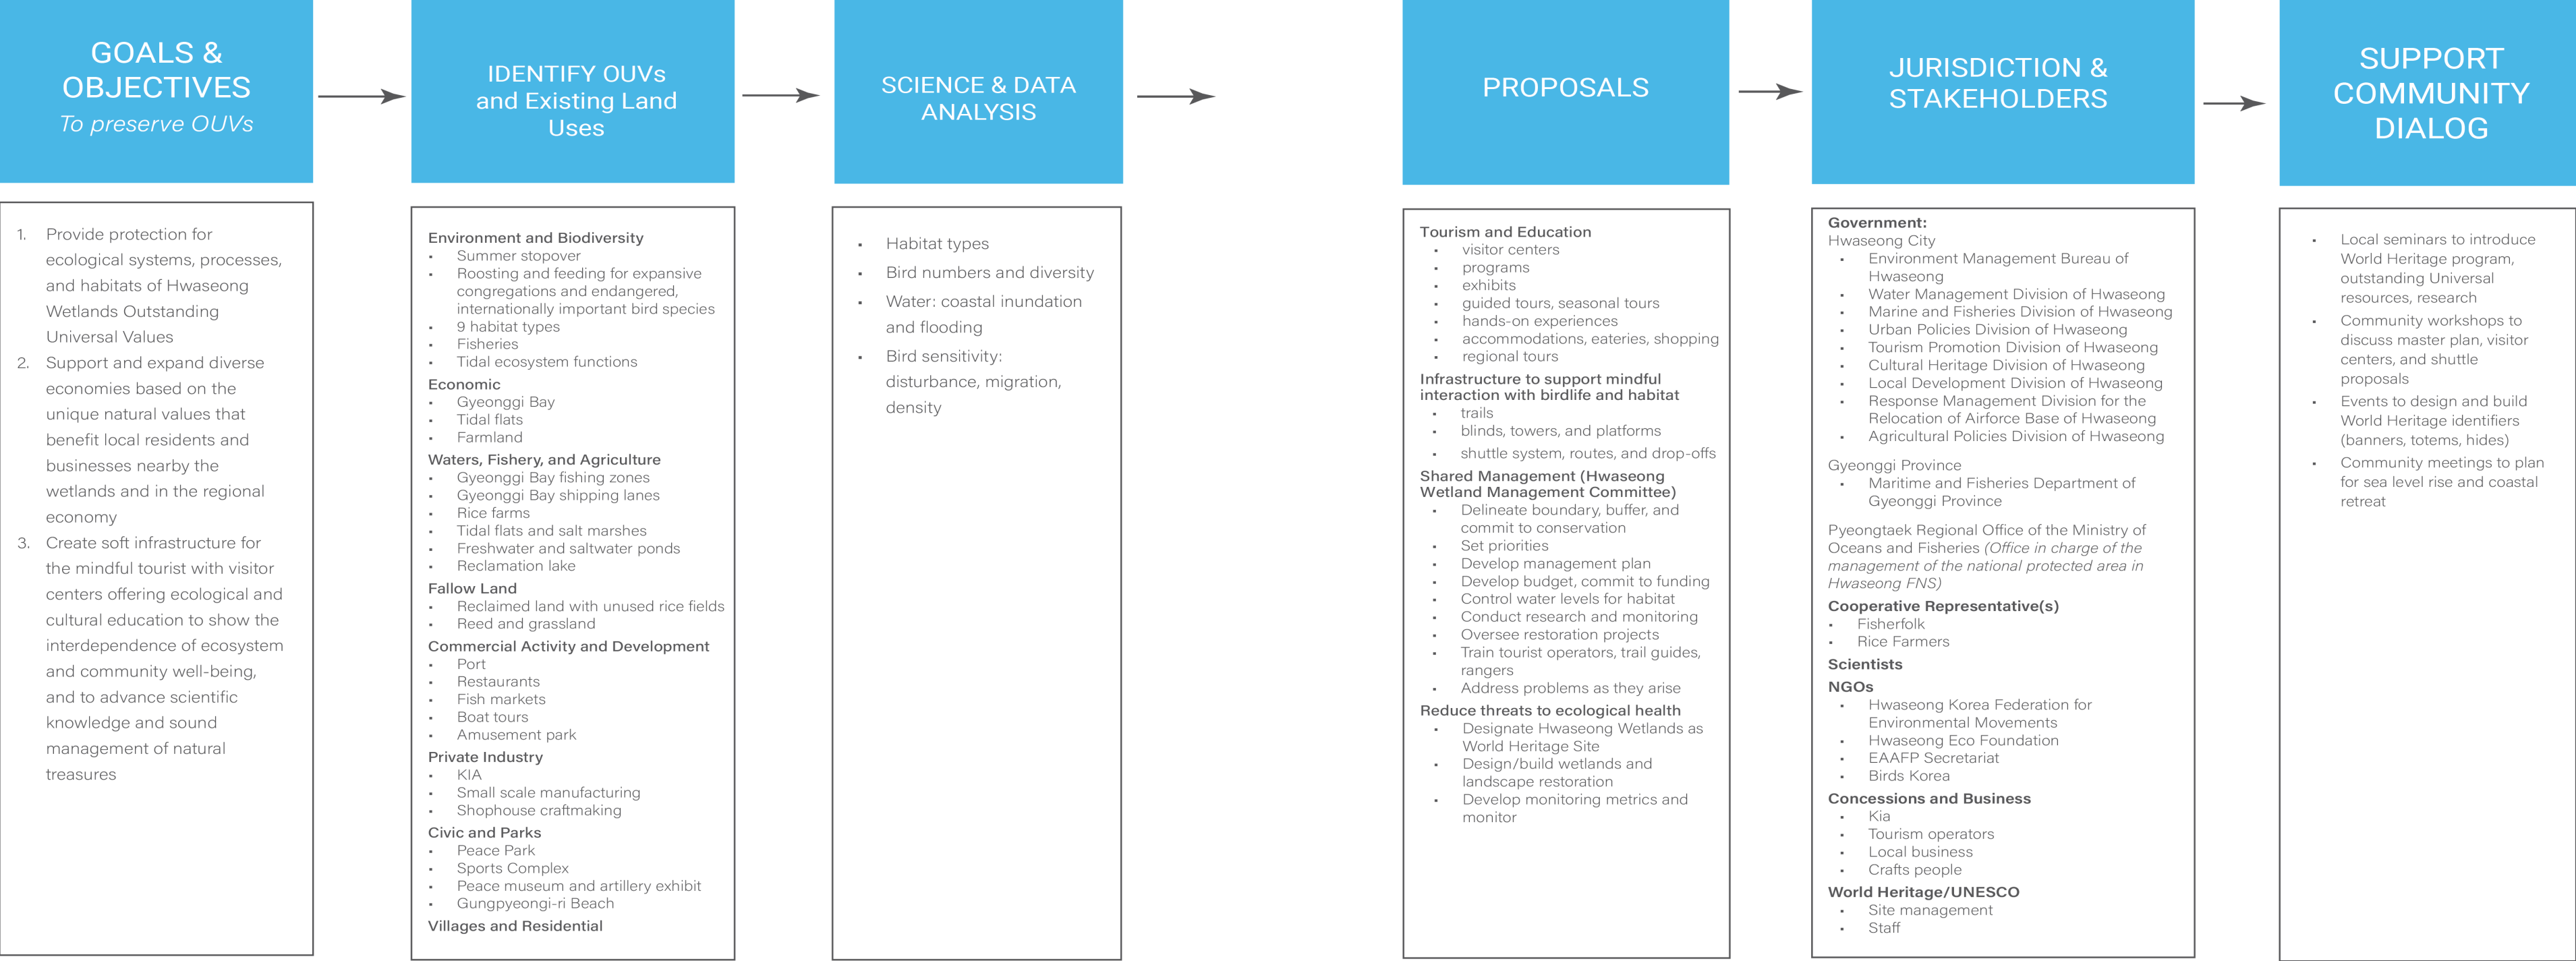 GOALS &
OBJECTIVES
To preserve OUVs
1. Provide protection for
ecological systems, processes,
and habitats of Hwaseong
Wetlands Outstanding
Universal Values
2. Support and expand diverse
economies based on the
unique natural values that
benefit local residents and
businesses nearby the
wetlands and in the regional
economy
3. Create soft infrastructure for
the mindful tourist with visitor
centers offering ecological and
cultural education to show the
interdependence of ecosystem
and community well-being,
and to advance scientific
knowledge and sound
management of natural
treasures
IDENTIFY OUVs
and Existing Land
Uses
Environment and Biodiversity
• Summer stopover
• Roosting and feeding for expansive
congregations and endangered,
internationally important bird species
• 9 habitat types
• Fisheries
• Tidal ecosystem functions
Economic
• Gyeonggi Bay
• Tidal flats
• Farmland
Waters, Fishery, and Agriculture
• Gyeonggi Bay fishing zones
• Gyeonggi Bay shipping lanes
• Rice farms
• Tidal flats and salt marshes
• Freshwater and saltwater ponds
• Reclamation lake
Fallow Land
• Reclaimed land with unused rice fields
• Reed and grassland
Commercial Activity and Development
• Port
• Restaurants
• Fish markets
• Boat tours
• Amusement park
Private Industry
• KIA
• Small scale manufacturing
• Shophouse craftmaking
Civic and Parks
• Peace Park
• Sports Complex
• Peace museum and artillery exhibit
• Gungpyeongi-ri Beach
Villages and Residential
SCIENCE & DATA
ANALYSIS
• Habitat types
• Bird numbers and diversity
• Water: coastal inundation
and flooding
• Bird sensitivity:
disturbance, migration,
density
PROPOSALS
Tourism and Education
• visitor centers
• programs
• exhibits
• guided tours, seasonal tours
• hands-on experiences
• accommodations, eateries, shopping
• regional tours
Infrastructure to support mindful
interaction with birdlife and habitat
• trails
• blinds, towers, and platforms
• shuttle system, routes, and drop-offs
Shared Management (Hwaseong
Wetland Management Committee)
• Delineate boundary, buffer, and
commit to conservation
• Set priorities
• Develop management plan
• Develop budget, commit to funding
• Control water levels for habitat
• Conduct research and monitoring
• Oversee restoration projects
• Train tourist operators, trail guides,
rangers
• Address problems as they arise
Reduce threats to ecological health
• Designate Hwaseong Wetlands as
World Heritage Site
• Design/build wetlands and
landscape restoration
• Develop monitoring metrics and
monitor
JURISDICTION &
STAKEHOLDERS
Government:
Hwaseong City
• Environment Management Bureau of
Hwaseong
• Water Management Division of Hwaseong
• Marine and Fisheries Division of Hwaseong
• Urban Policies Division of Hwaseong
• Tourism Promotion Division of Hwaseong
• Cultural Heritage Division of Hwaseong
• Local Development Division of Hwaseong
• Response Management Division for the
Relocation of Airforce Base of Hwaseong
• Agricultural Policies Division of Hwaseong
Gyeonggi Province
• Maritime and Fisheries Department of
Gyeonggi Province
Pyeongtaek Regional Office of the Ministry of
Oceans and Fisheries (Office in charge of the
management of the national protected area in
Hwaseong FNS)
Cooperative Representative(s)
• Fisherfolk
• Rice Farmers
Scientists
NGOs
• Hwaseong Korea Federation for
Environmental Movements
• Hwaseong Eco Foundation
• EAAFP Secretariat
• Birds Korea
Concessions and Business
• Kia
• Tourism operators
• Local business
• Crafts people
World Heritage/UNESCO
• Site management
• Staff
SUPPORT
COMMUNITY
DIALOG
• Local seminars to introduce
World Heritage program,
outstanding Universal
resources, research
• Community workshops to
discuss master plan, visitor
centers, and shuttle
proposals
• Events to design and build
World Heritage identifiers
(banners, totems, hides)
• Community meetings to plan
for sea level rise and coastal
retreat